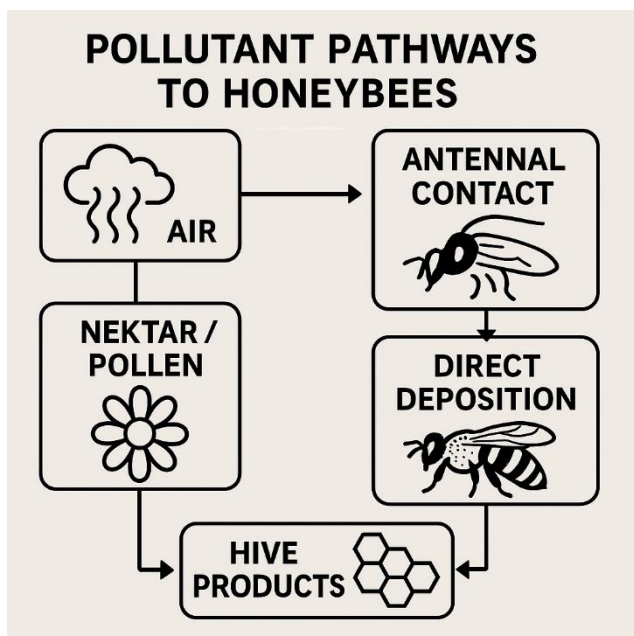 POLLUTANT PATHWAYS
TO HONEYBEES
AIR
ANTENNAL
CONTACT
NEKTAR /
POLLEN
DIRECT
DEPOSITION
HIVE
PRODUCTS